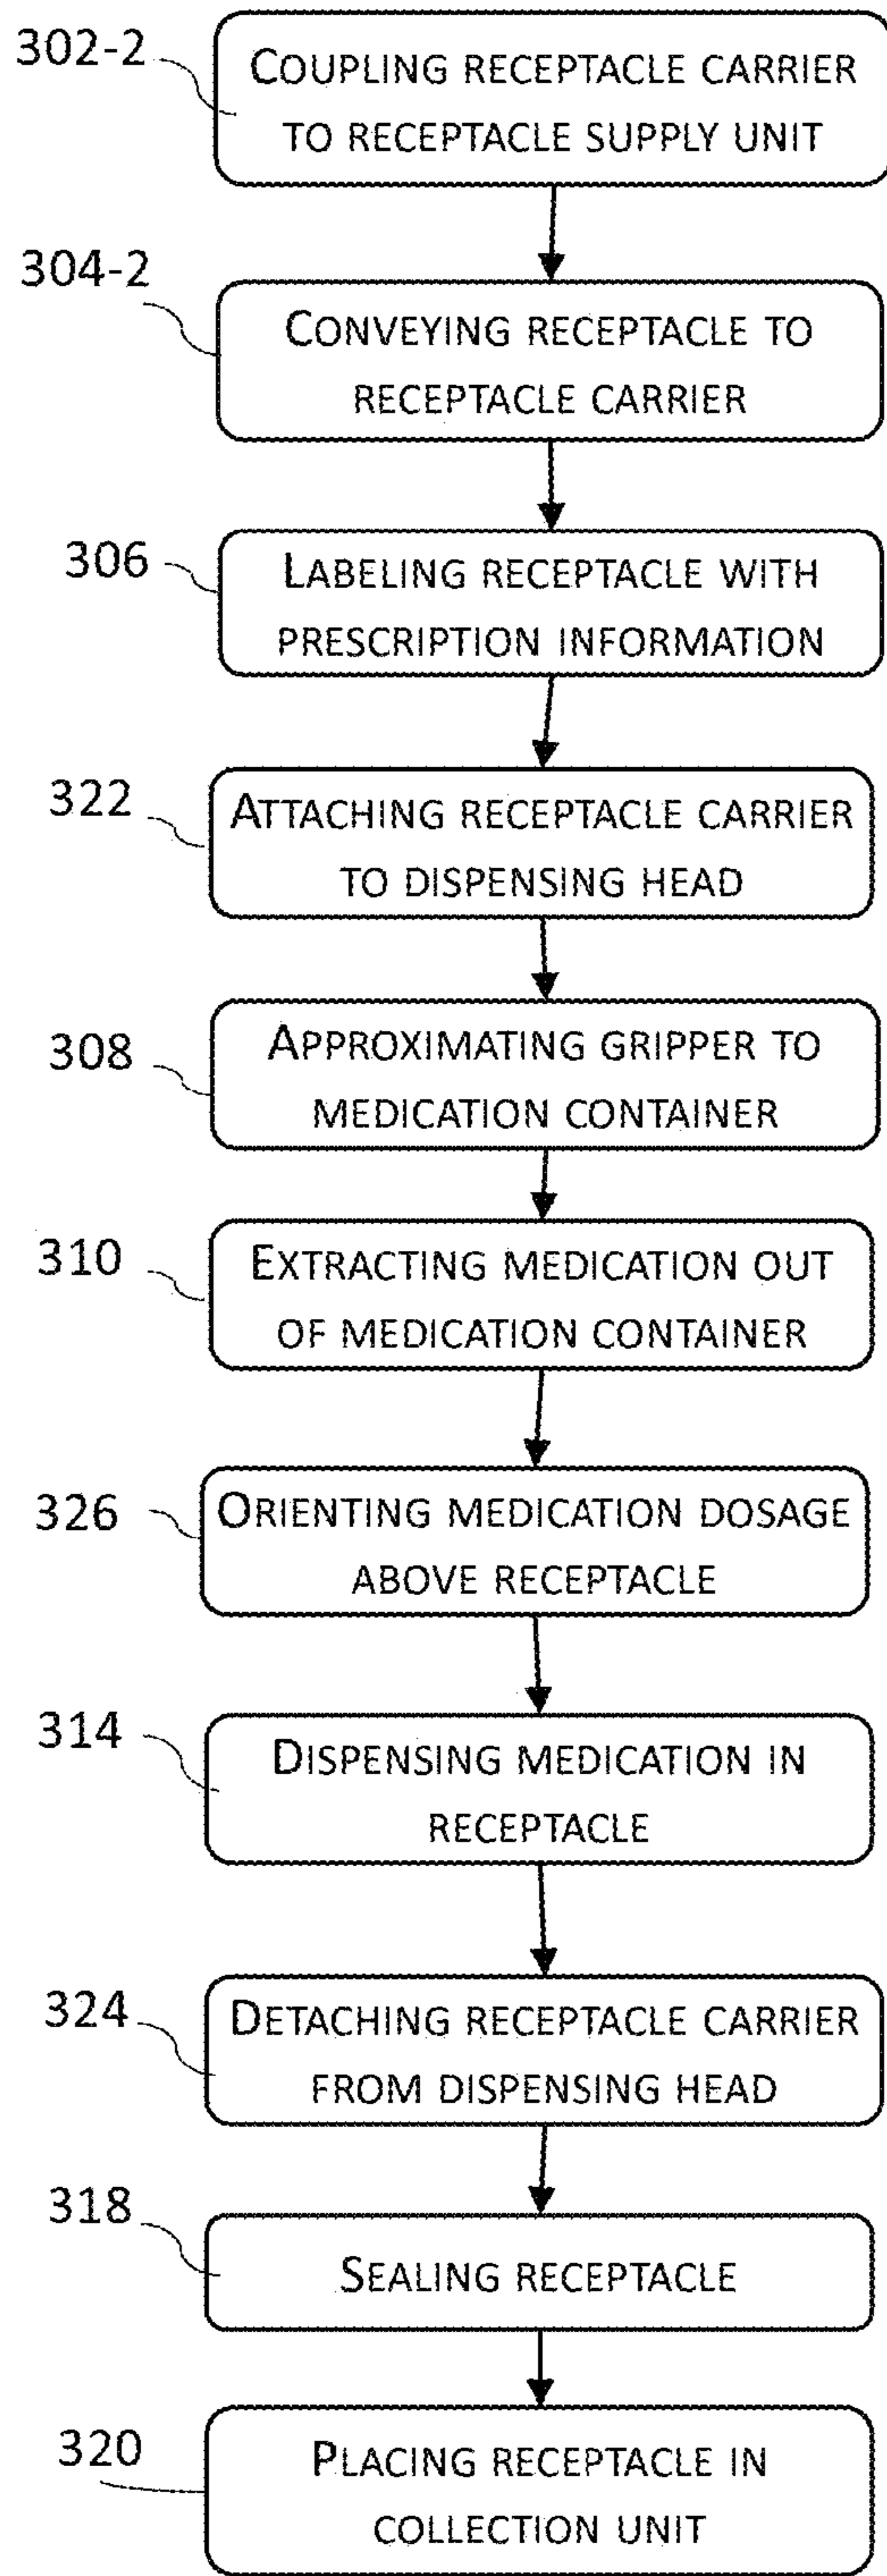 302-2
COUPLING RECEPTACLE CARRIER
TO RECEPTACLE SUPPLY UNIT
304-2
CONVEYING RECEPTACLE TO
RECEPTACLE CARRIER
306
LABELING RECEPTACLE WITH
PRESCRIPTION INFORMATION
322
ATTACHING RECEPTACLE CARRIER
TO DISPENSING HEAD
308
APPROXIMATING GRIPPER TO
MEDICATION CONTAINER
310
EXTRACTING MEDICATION OUT
OF MEDICATION CONTAINER
326
ORIENTING MEDICATION DOSAGE
ABOVE RECEPTACLE
314
DISPENSING MEDICATION IN
RECEPTACLE
324
DETACHING RECEPTACLE CARRIER
FROM DISPENSING HEAD
318
SEALING RECEPTACLE
320
PLACING RECEPTACLE IN
COLLECTION UNIT